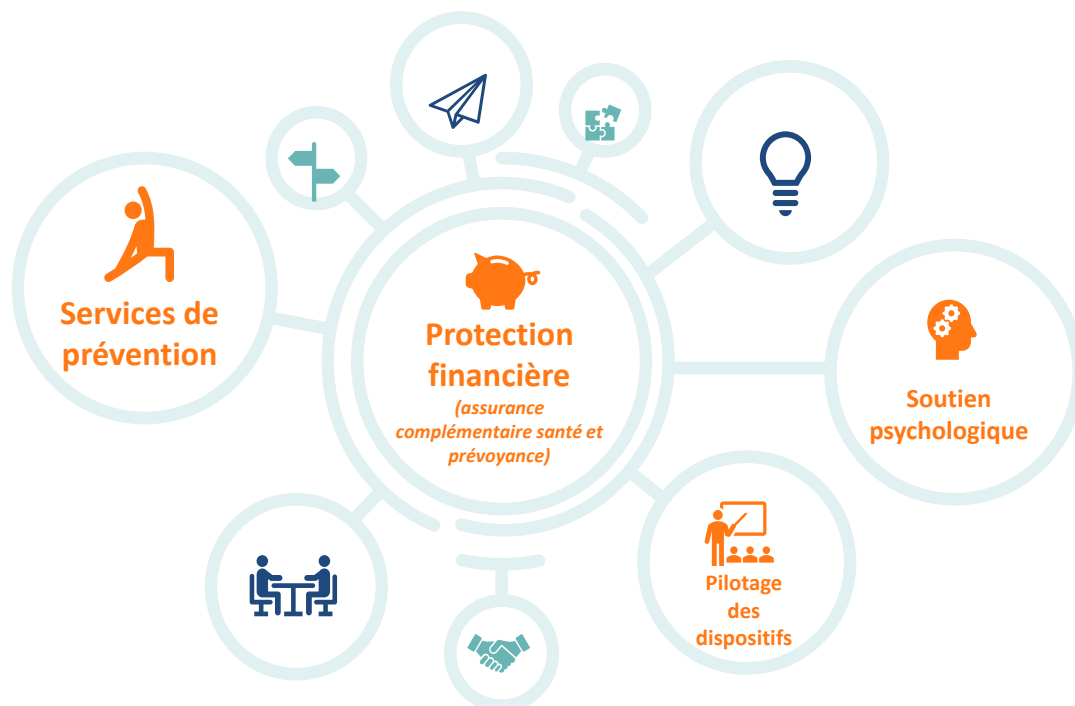 Services de
prévention
Protection
financière
(assurance
complémentaire santé et
prévoyance)
Soutien
psychologique
Pilotage
des
dispositifs